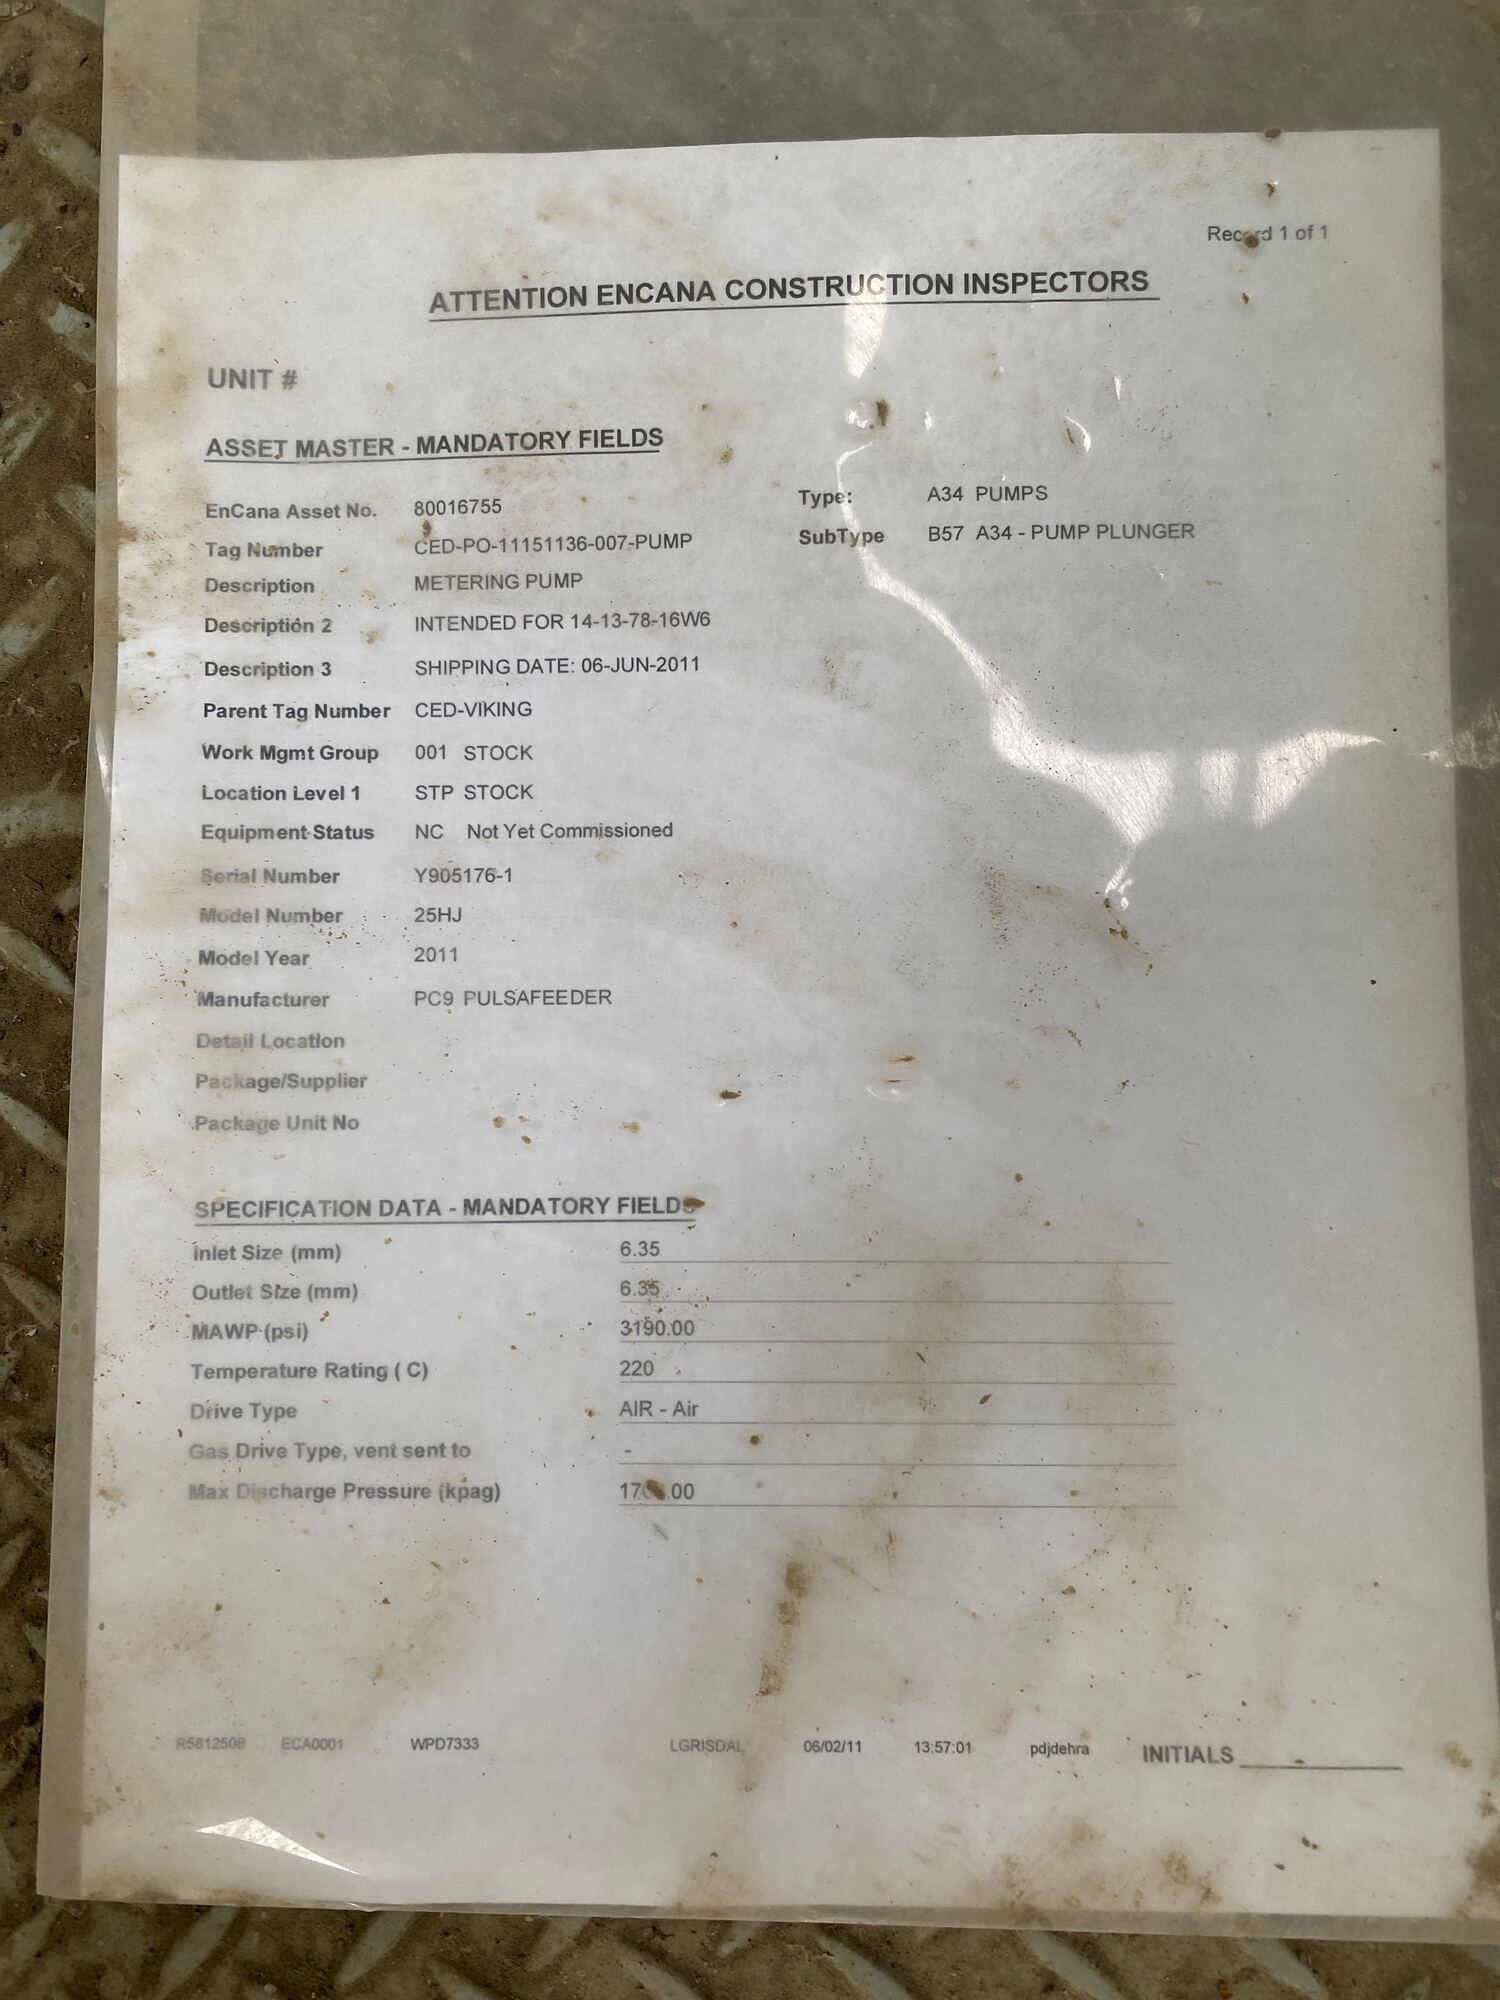 Record 1 of 1
ATTENTION ENCANA CONSTRUCTION INSPECTORS
UNIT #
ASSET MASTER - MANDATORY FIELDS
EnCana Asset No. 80016755 Type: A34 PUMPS
Tag Number CED-PO-11151136-007-PUMP SubType B57 A34 - PUMP PLUNGER
Description METERING PUMP
Description 2 INTENDED FOR 14-13-78-16W6
Description 3 SHIPPING DATE: 06-JUN-2011
Parent Tag Number CED-VIKING
Work Mgmt Group 001 STOCK
Location Level 1 STP STOCK
Equipment Status NC Not Yet Commissioned
Serial Number Y905176-1
Model Number 25HJ
Model Year 2011
Manufacturer PC9 PULSAFEEDER
Detail Location
Package/Supplier
Package Unit No
SPECIFICATION DATA - MANDATORY FIELDS
Inlet Size (mm) 6.35
Outlet Size (mm) 6.35
MAWP (psi) 3190.00
Temperature Rating ( C) 220
Drive Type AIR - Air
Gas Drive Type, vent sent to -
Max Discharge Pressure (kpag)
R581250B ECA0001 WPD7333 LGRISDAL 06/02/11 13:57:01 pdjdehra INITIALS